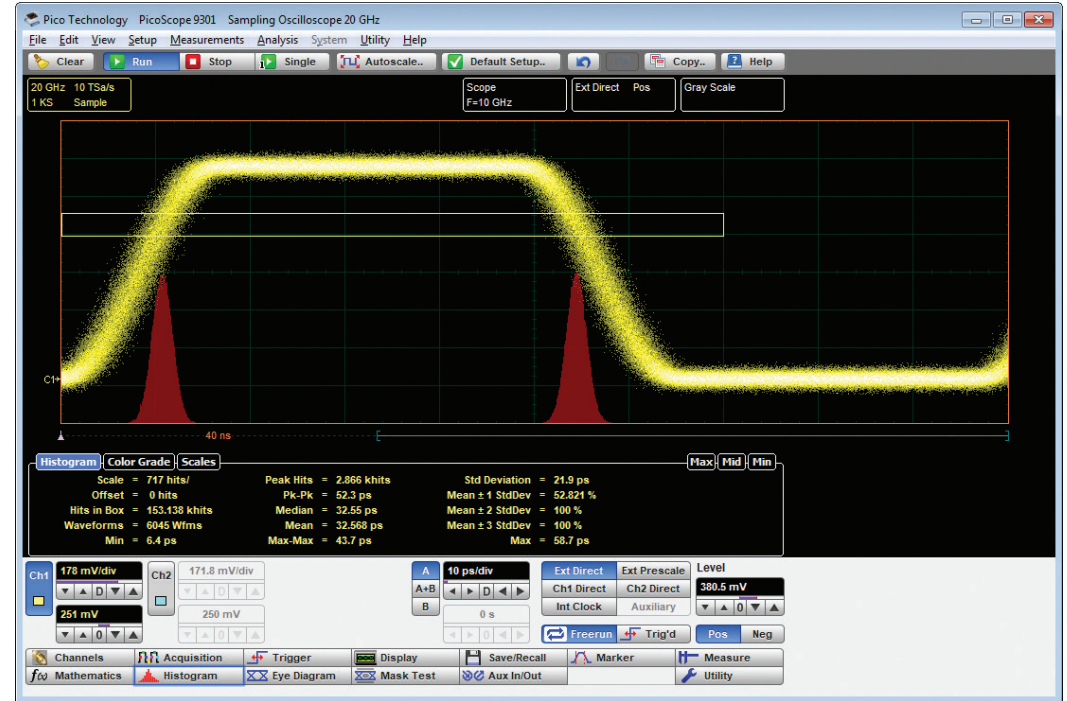 Pico Technology PicoScope 9301 Sampling Oscilloscope 20 GHz
File Edit View Setup Measurements Analysis System Utility Help
Clear Run Stop Single Autoscale.. Default Setup.. Copy.. Help
20 GHz 10 TSa/s Scope Ext Direct Pos Gray Scale
1 KS Sample F=10 GHz
C1
40 ns
Histogram Color Grade Scales Max Mid Min
Scale = 717 hits/ Peak Hits = 2.866 khits Std Deviation = 21.9 ps
Offset = 0 hits Pk-Pk = 52.3 ps Mean ± 1 StdDev = 52.821 %
Hits in Box = 153.138 khits Median = 32.55 ps Mean ± 2 StdDev = 100 %
Waveforms = 6045 Wfms Mean = 32.568 ps Mean ± 3 StdDev = 100 %
Min = 6.4 ps Max-Max = 43.7 ps Max = 58.7 ps
Ch1 178 mV/div Ch2 171.8 mV/div A 10 ps/div Ext Direct Ext Prescale Level
D D A+B D Ch1 Direct Ch2 Direct 380.5 mV
251 mV 250 mV B 0 s Int Clock Auxiliary 0
0 0 0 Freerun Trig'd Pos Neg
Channels Acquisition Trigger Display Save/Recall Marker Measure
f(x) Mathematics Histogram Eye Diagram Mask Test Aux In/Out Utility